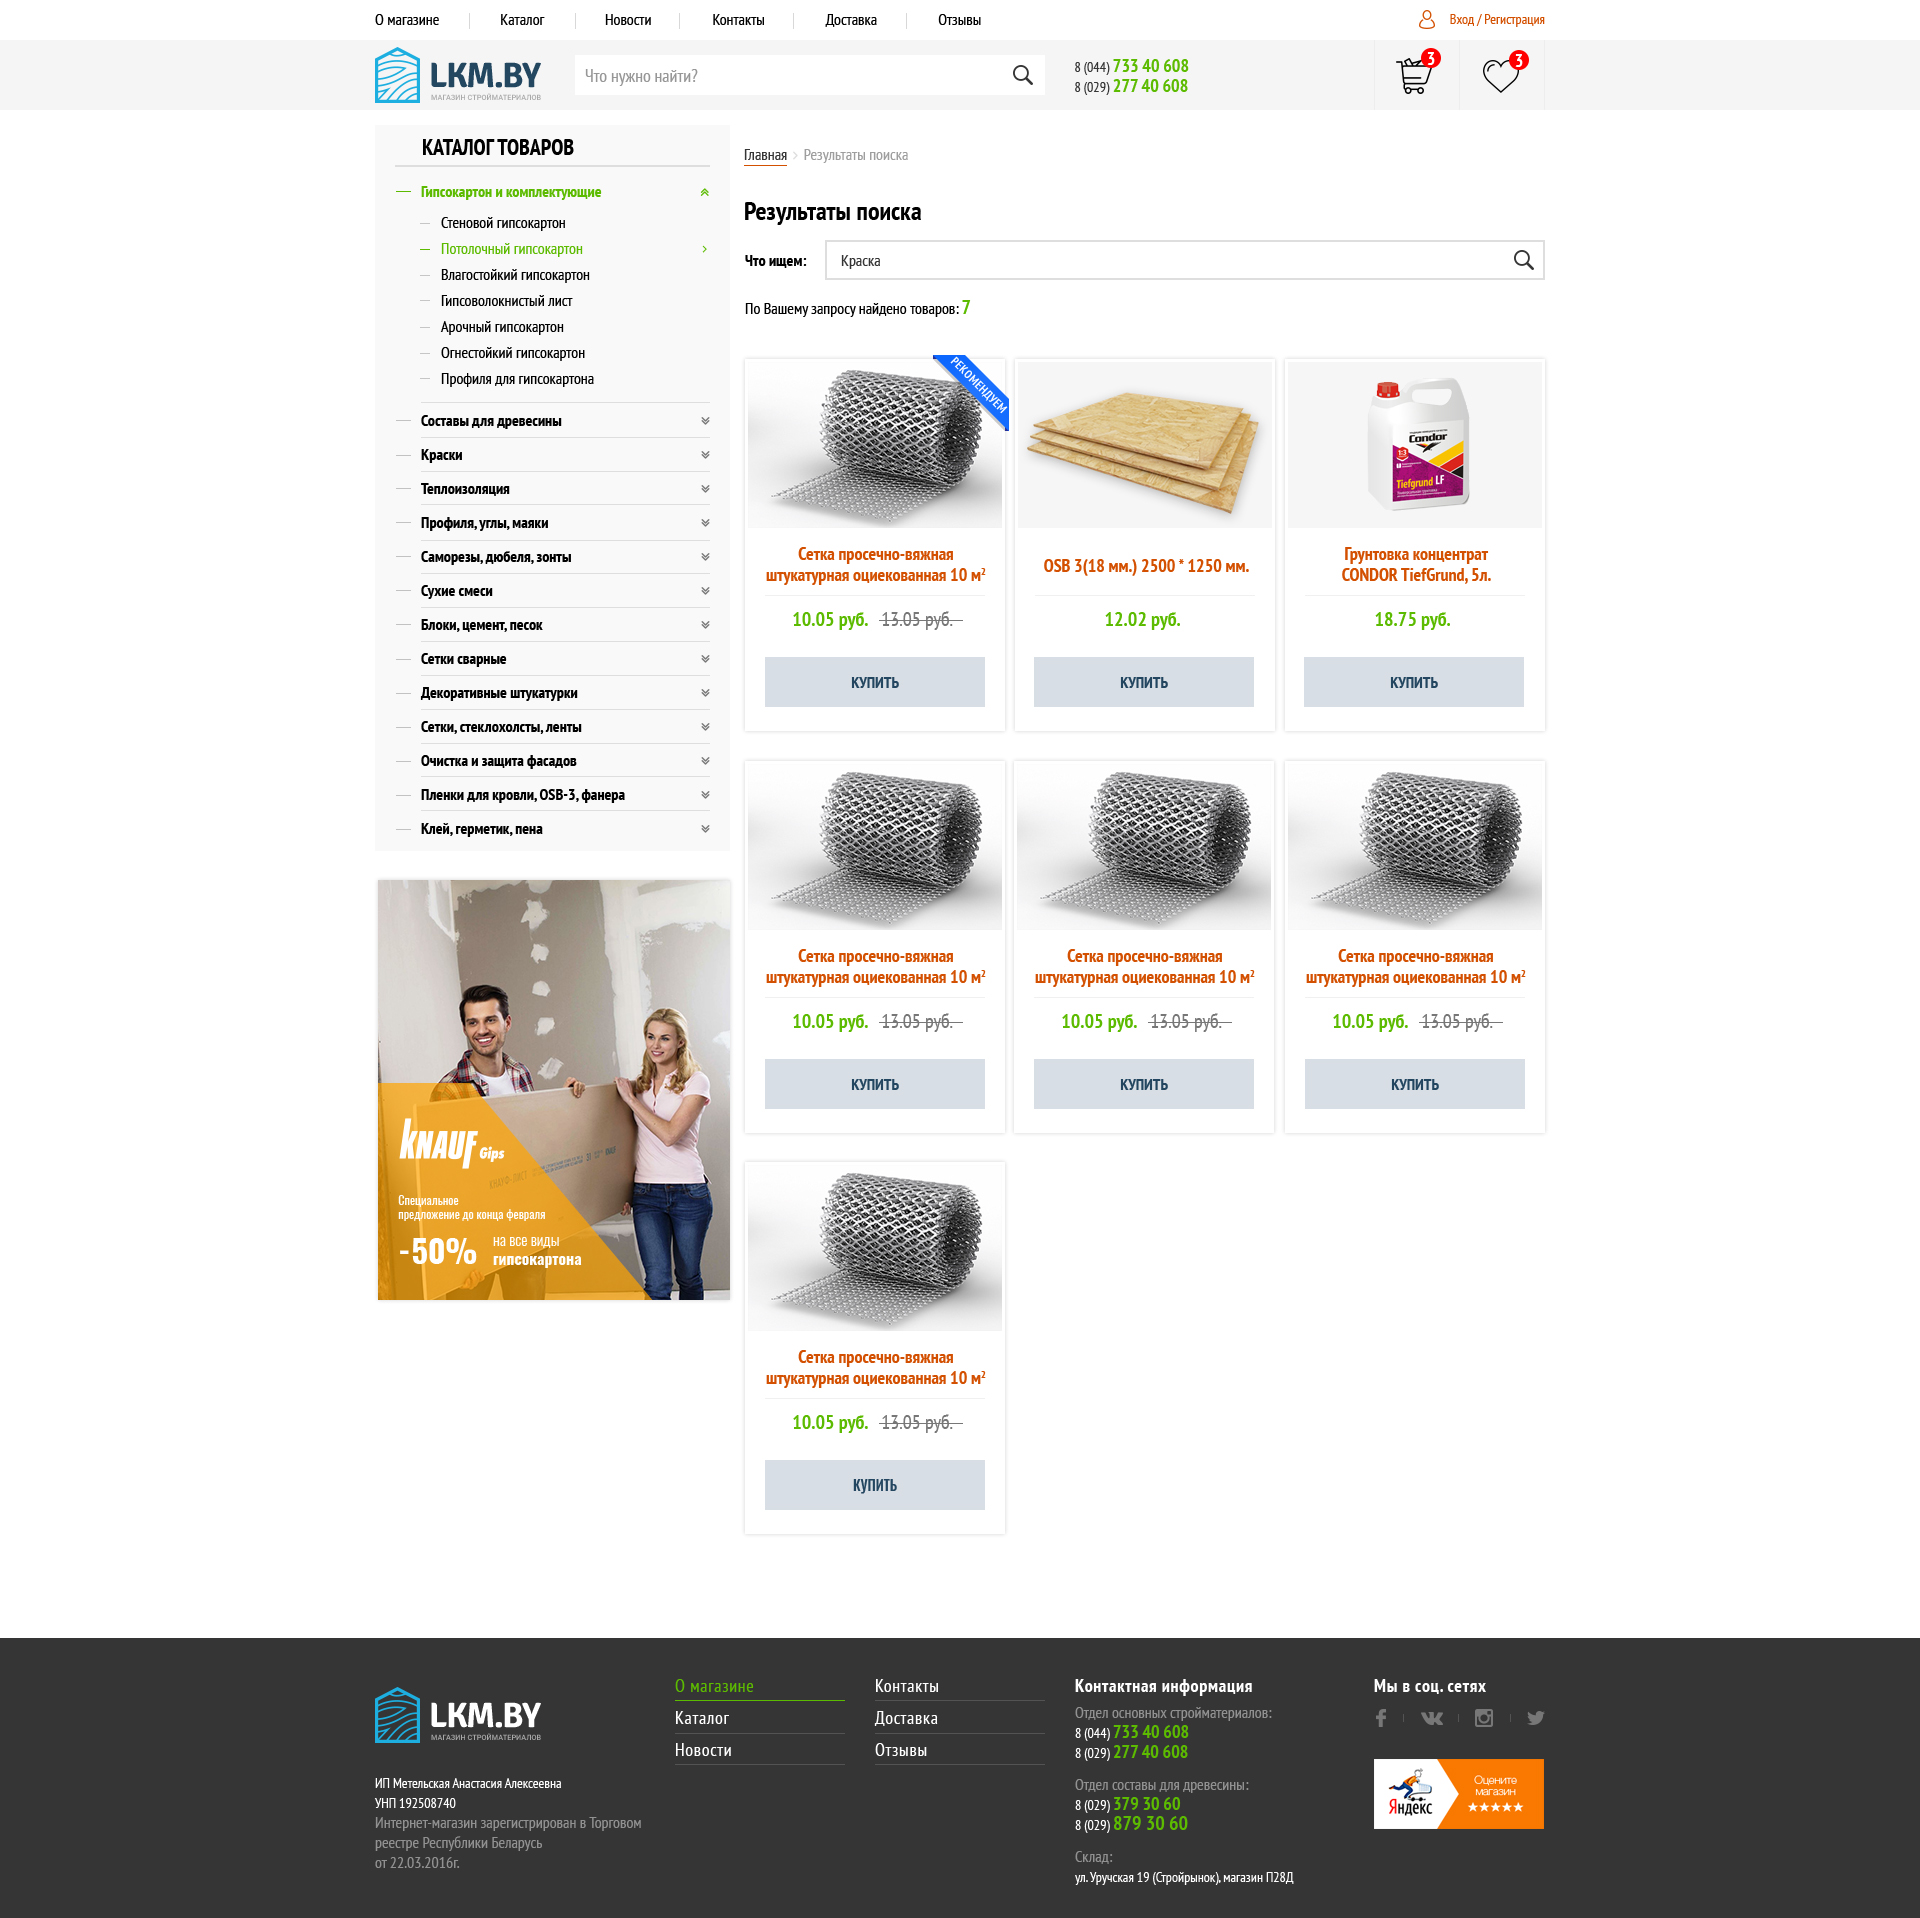 О магазине
Каталог
Новости
Контакты
Доставка
Отзывы
Вход / Регистрация
LKM.BY
МАГАЗИН СТРОЙМАТЕРИАЛОВ
Что нужно найти?
8 (044) 733 40 608
8 (029) 277 40 608
3
3
КАТАЛОГ ТОВАРОВ
Гипсокартон и комплектующие
Стеновой гипсокартон
Потолочный гипсокартон
Влагостойкий гипсокартон
Гипсоволокнистый лист
Арочный гипсокартон
Огнестойкий гипсокартон
Профиля для гипсокартона
Составы для древесины
Краски
Теплоизоляция
Профиля, углы, маяки
Саморезы, дюбеля, зонты
Сухие смеси
Блоки, цемент, песок
Сетки сварные
Декоративные штукатурки
Сетки, стеклохолсты, ленты
Очистка и защита фасадов
Пленки для кровли, OSB-3, фанера
Клей, герметик, пена
KNAUF Gips
Специальное
предложение до конца февраля
-50%
на все виды
гипсокартона
Главная > Результаты поиска
Результаты поиска
Что ищем:
Краска
По Вашему запросу найдено товаров: 7
РЕКОМЕНДУЕМ
Сетка просечно-вяжная
штукатурная оциекованная 10 м²
10.05 руб. 13.05 руб.
КУПИТЬ
OSB 3(18 мм.) 2500 * 1250 мм.
12.02 руб.
КУПИТЬ
Condor
Tiefgrund LF
Грунтовка концентрат
CONDOR TiefGrund, 5л.
18.75 руб.
КУПИТЬ
Сетка просечно-вяжная
штукатурная оциекованная 10 м²
10.05 руб. 13.05 руб.
КУПИТЬ
Сетка просечно-вяжная
штукатурная оциекованная 10 м²
10.05 руб. 13.05 руб.
КУПИТЬ
Сетка просечно-вяжная
штукатурная оциекованная 10 м²
10.05 руб. 13.05 руб.
КУПИТЬ
Сетка просечно-вяжная
штукатурная оциекованная 10 м²
10.05 руб. 13.05 руб.
КУПИТЬ
LKM.BY
МАГАЗИН СТРОЙМАТЕРИАЛОВ
ИП Метельская Анастасия Алексеевна
УНП 192508740
Интернет-магазин зарегистрирован в Торговом
реестре Республики Беларусь
от 22.03.2016г.
О магазине
Каталог
Новости
Контакты
Доставка
Отзывы
Контактная информация
Отдел основных стройматериалов:
8 (044) 733 40 608
8 (029) 277 40 608
Отдел составы для древесины:
8 (029) 379 30 60
8 (029) 879 30 60
Склад:
ул. Уручская 19 (Стройрынок), магазин П28Д
Мы в соц. сетях
Яндекс
Оцените
магазин